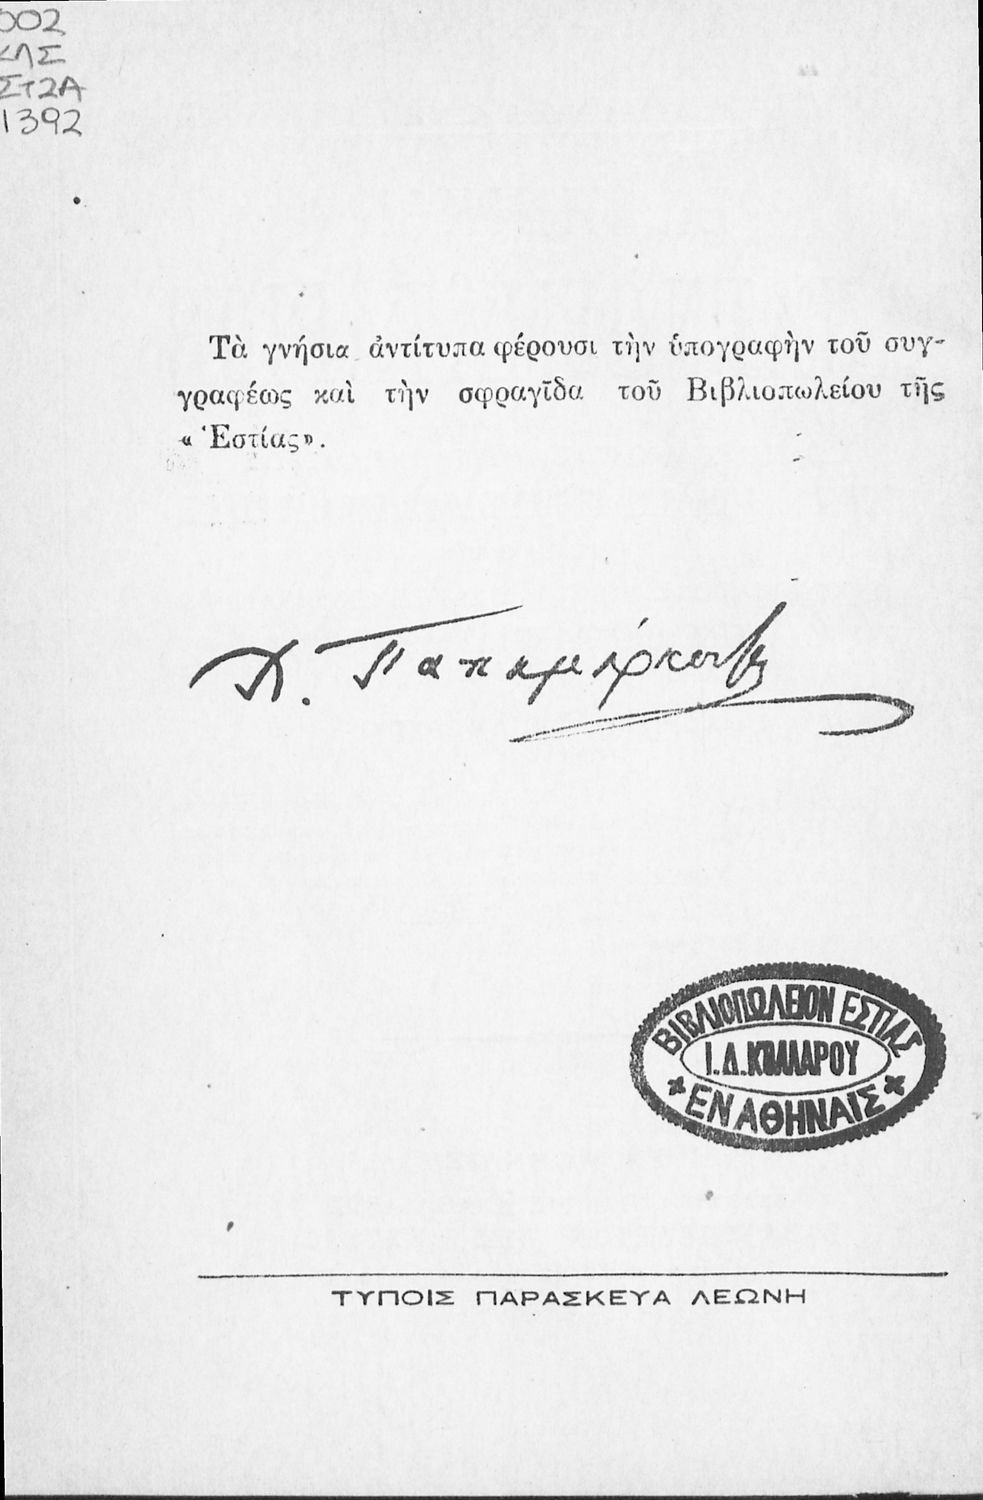 002
ΚΛΣ
ΣΤ2Α
1392
Τὰ γνήσια ἀντίτυπα φέρουσι τὴν ὑπογραφὴν τοῦ συγ-
γραφέως καὶ τὴν σφραγῖδα τοῦ Βιβλιοπωλείου τῆς
«Ἑστίας».
Χ. Παπαμάρκου
ΒΙΒΛΙΟΠΩΛΕΙΟΝ ΕΣΤΙΑΣ
Ι.Δ.ΚΟΛΛΑΡΟΥ
ΕΝ ΑΘΗΝΑΙΣ
ΤΥΠΟΙΣ ΠΑΡΑΣΚΕΥΑ ΛΕΩΝΗ